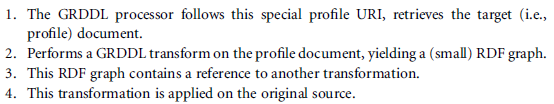 1. The GRDDL processor follows this special profile URI, retrieves the target (i.e.,
profile) document.
2. Performs a GRDDL transform on the profile document, yielding a (small) RDF graph.
3. This RDF graph contains a reference to another transformation.
4. This transformation is applied on the original source.